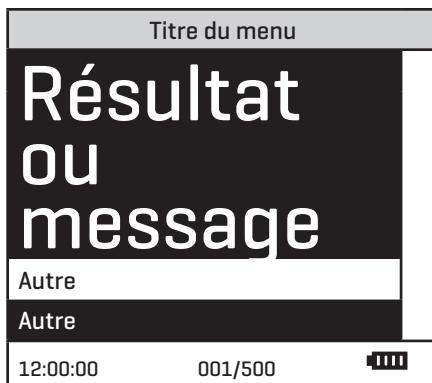 Titre du menu
Résultat
ou
message
Autre
Autre
12:00:00 001/500